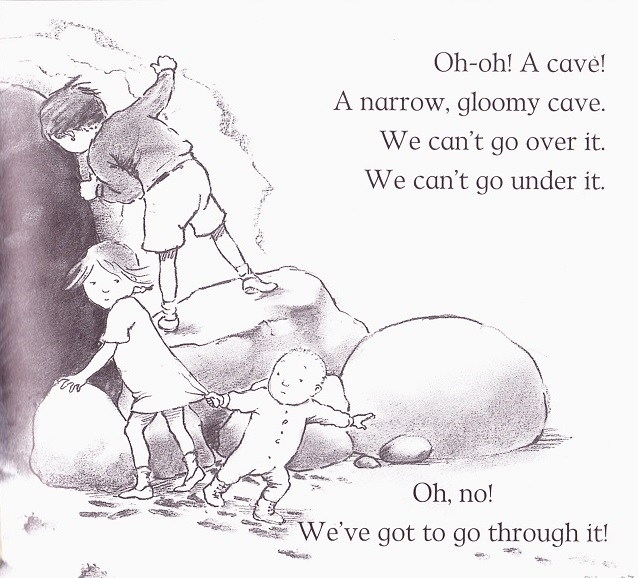 Oh-oh! A cave!
A narrow, gloomy cave.
We can't go over it.
We can't go under it.
Oh, no!
We've got to go through it!